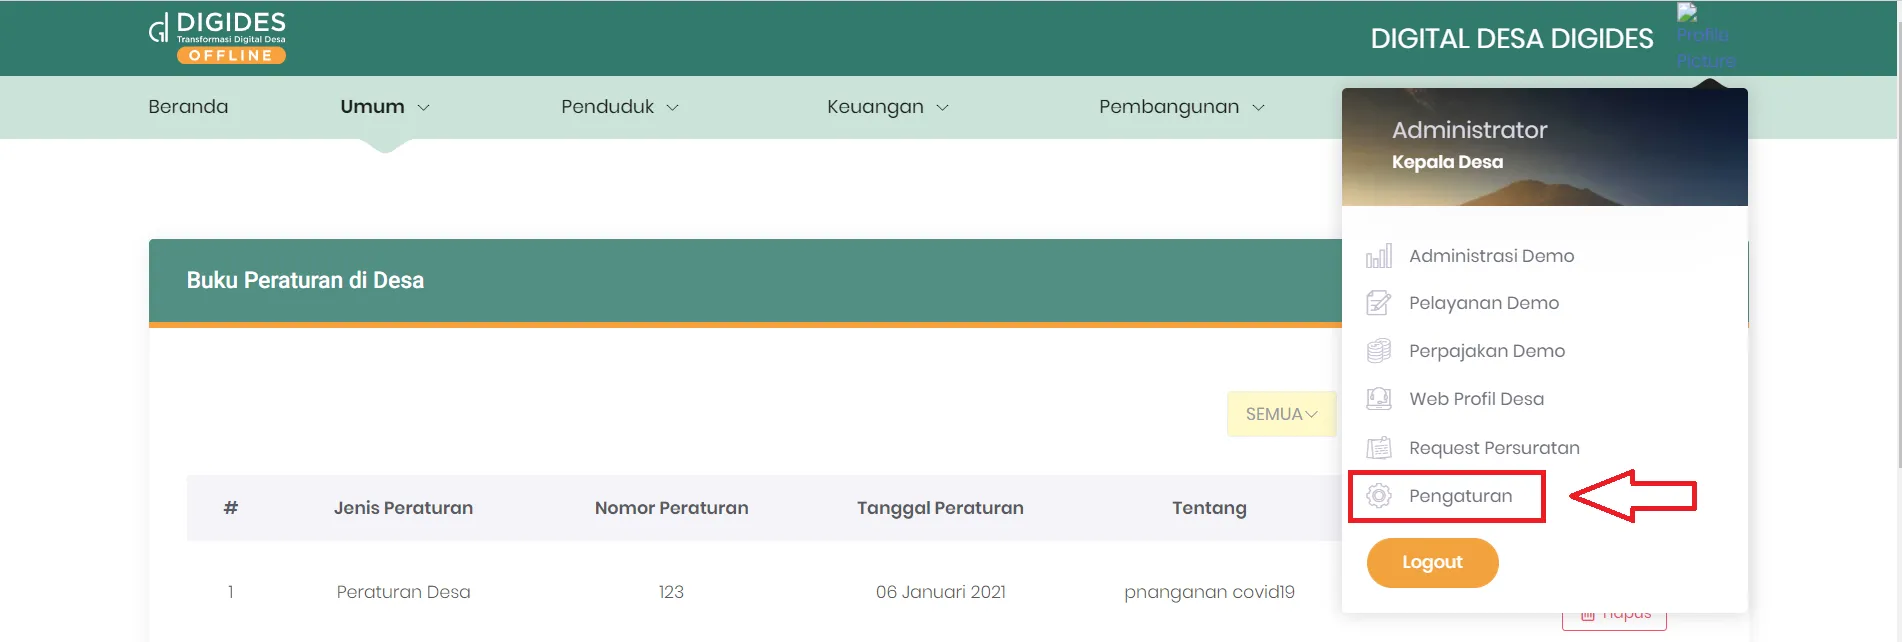 DIGIDES
Transformasi Digital Desa
OFFLINE
DIGITAL DESA DIGIDES
Profile
Picture
Beranda
Umum
Penduduk
Keuangan
Pembangunan
Administrator
Kepala Desa
Buku Peraturan di Desa
Administrasi Demo
Pelayanan Demo
Perpajakan Demo
Web Profil Desa
Request Persuratan
Pengaturan
Logout
SEMUA
# Jenis Peraturan Nomor Peraturan Tanggal Peraturan Tentang
1 Peraturan Desa 123 06 Januari 2021 pnanganan covid19
Hapus